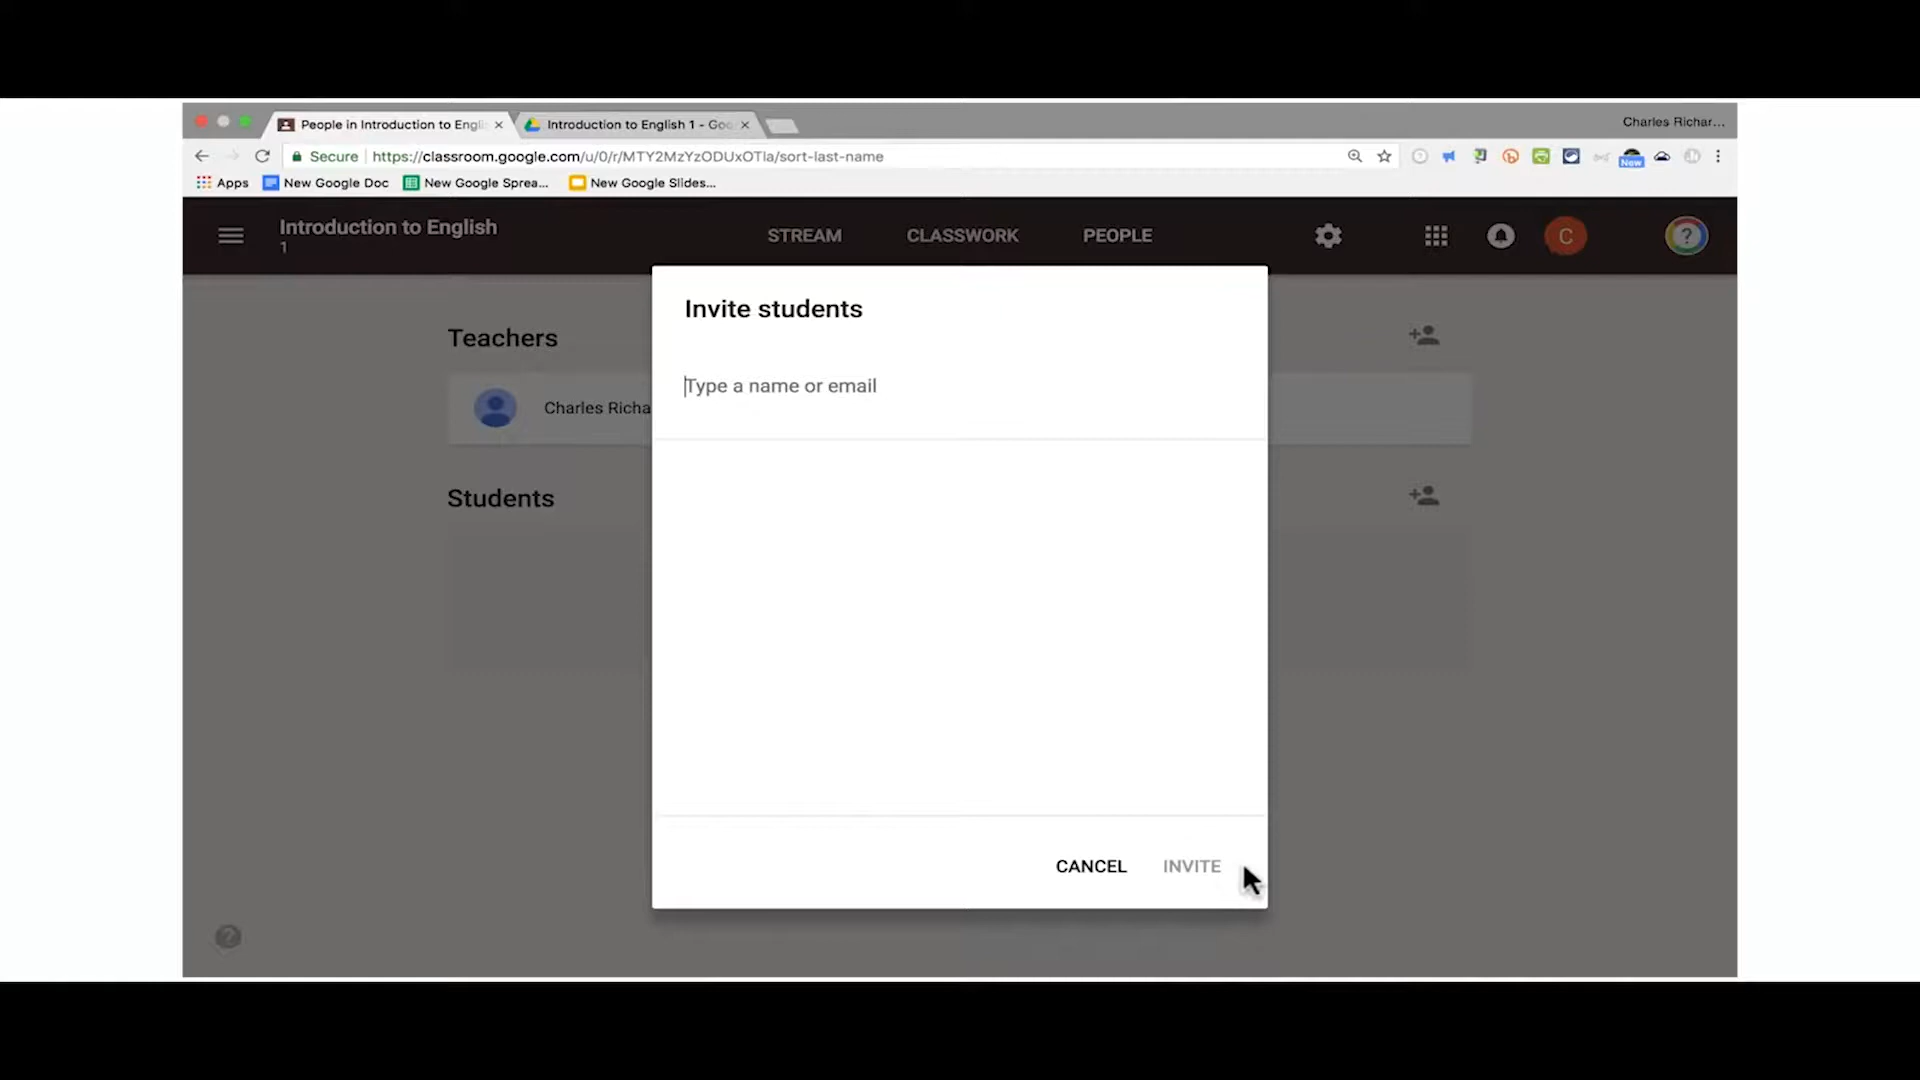 People in Introduction to Engli
Introduction to English 1 - Goo
Charles Richar...
Secure
https://classroom.google.com/u/0/r/MTY2MzYzODUxOTIa/sort-last-name
New
Apps
New Google Doc
New Google Sprea...
New Google Slides...
Introduction to English
1
STREAM
CLASSWORK
PEOPLE
C
?
Invite students
Teachers
Type a name or email
Charles Richa
Students
CANCEL
INVITE
?